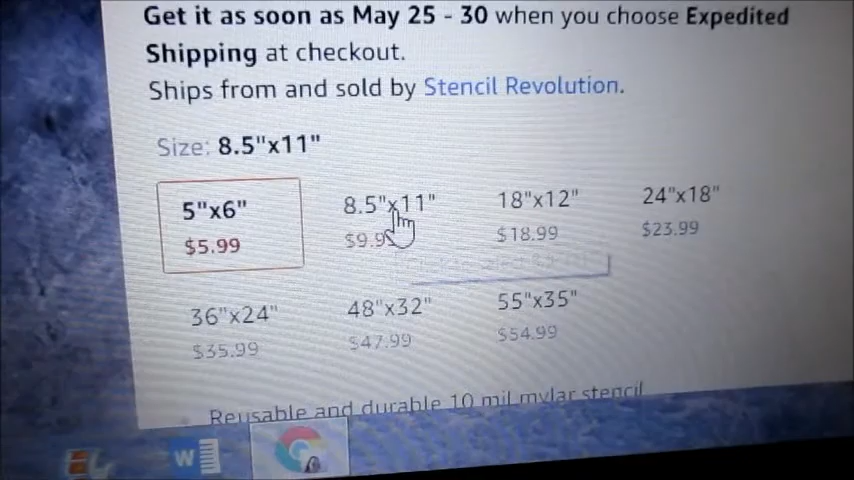 Get it as soon as May 25 - 30 when you choose Expedited
Shipping at checkout.
Ships from and sold by Stencil Revolution.
Size: 8.5"x11"
5"x6" 8.5"x11" 18"x12" 24"x18"
$5.99 $9.9 $18.99 $23.99
36"x24" 48"x32" 55"x35"
$35.99 $47.99 $54.99
Reusable and durable 10 mil mylar stencil
W